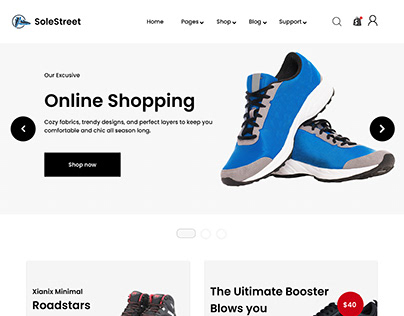 SoleStreet
Home Pages Shop Blog Support
Our Excusive
Online Shopping
Cozy fabrics, trendy designs, and perfect layers to keep you
comfortable and chic all season long.
Shop now
Xianix Minimal
Roadstars
The Uitimate Booster
Blows you
$40